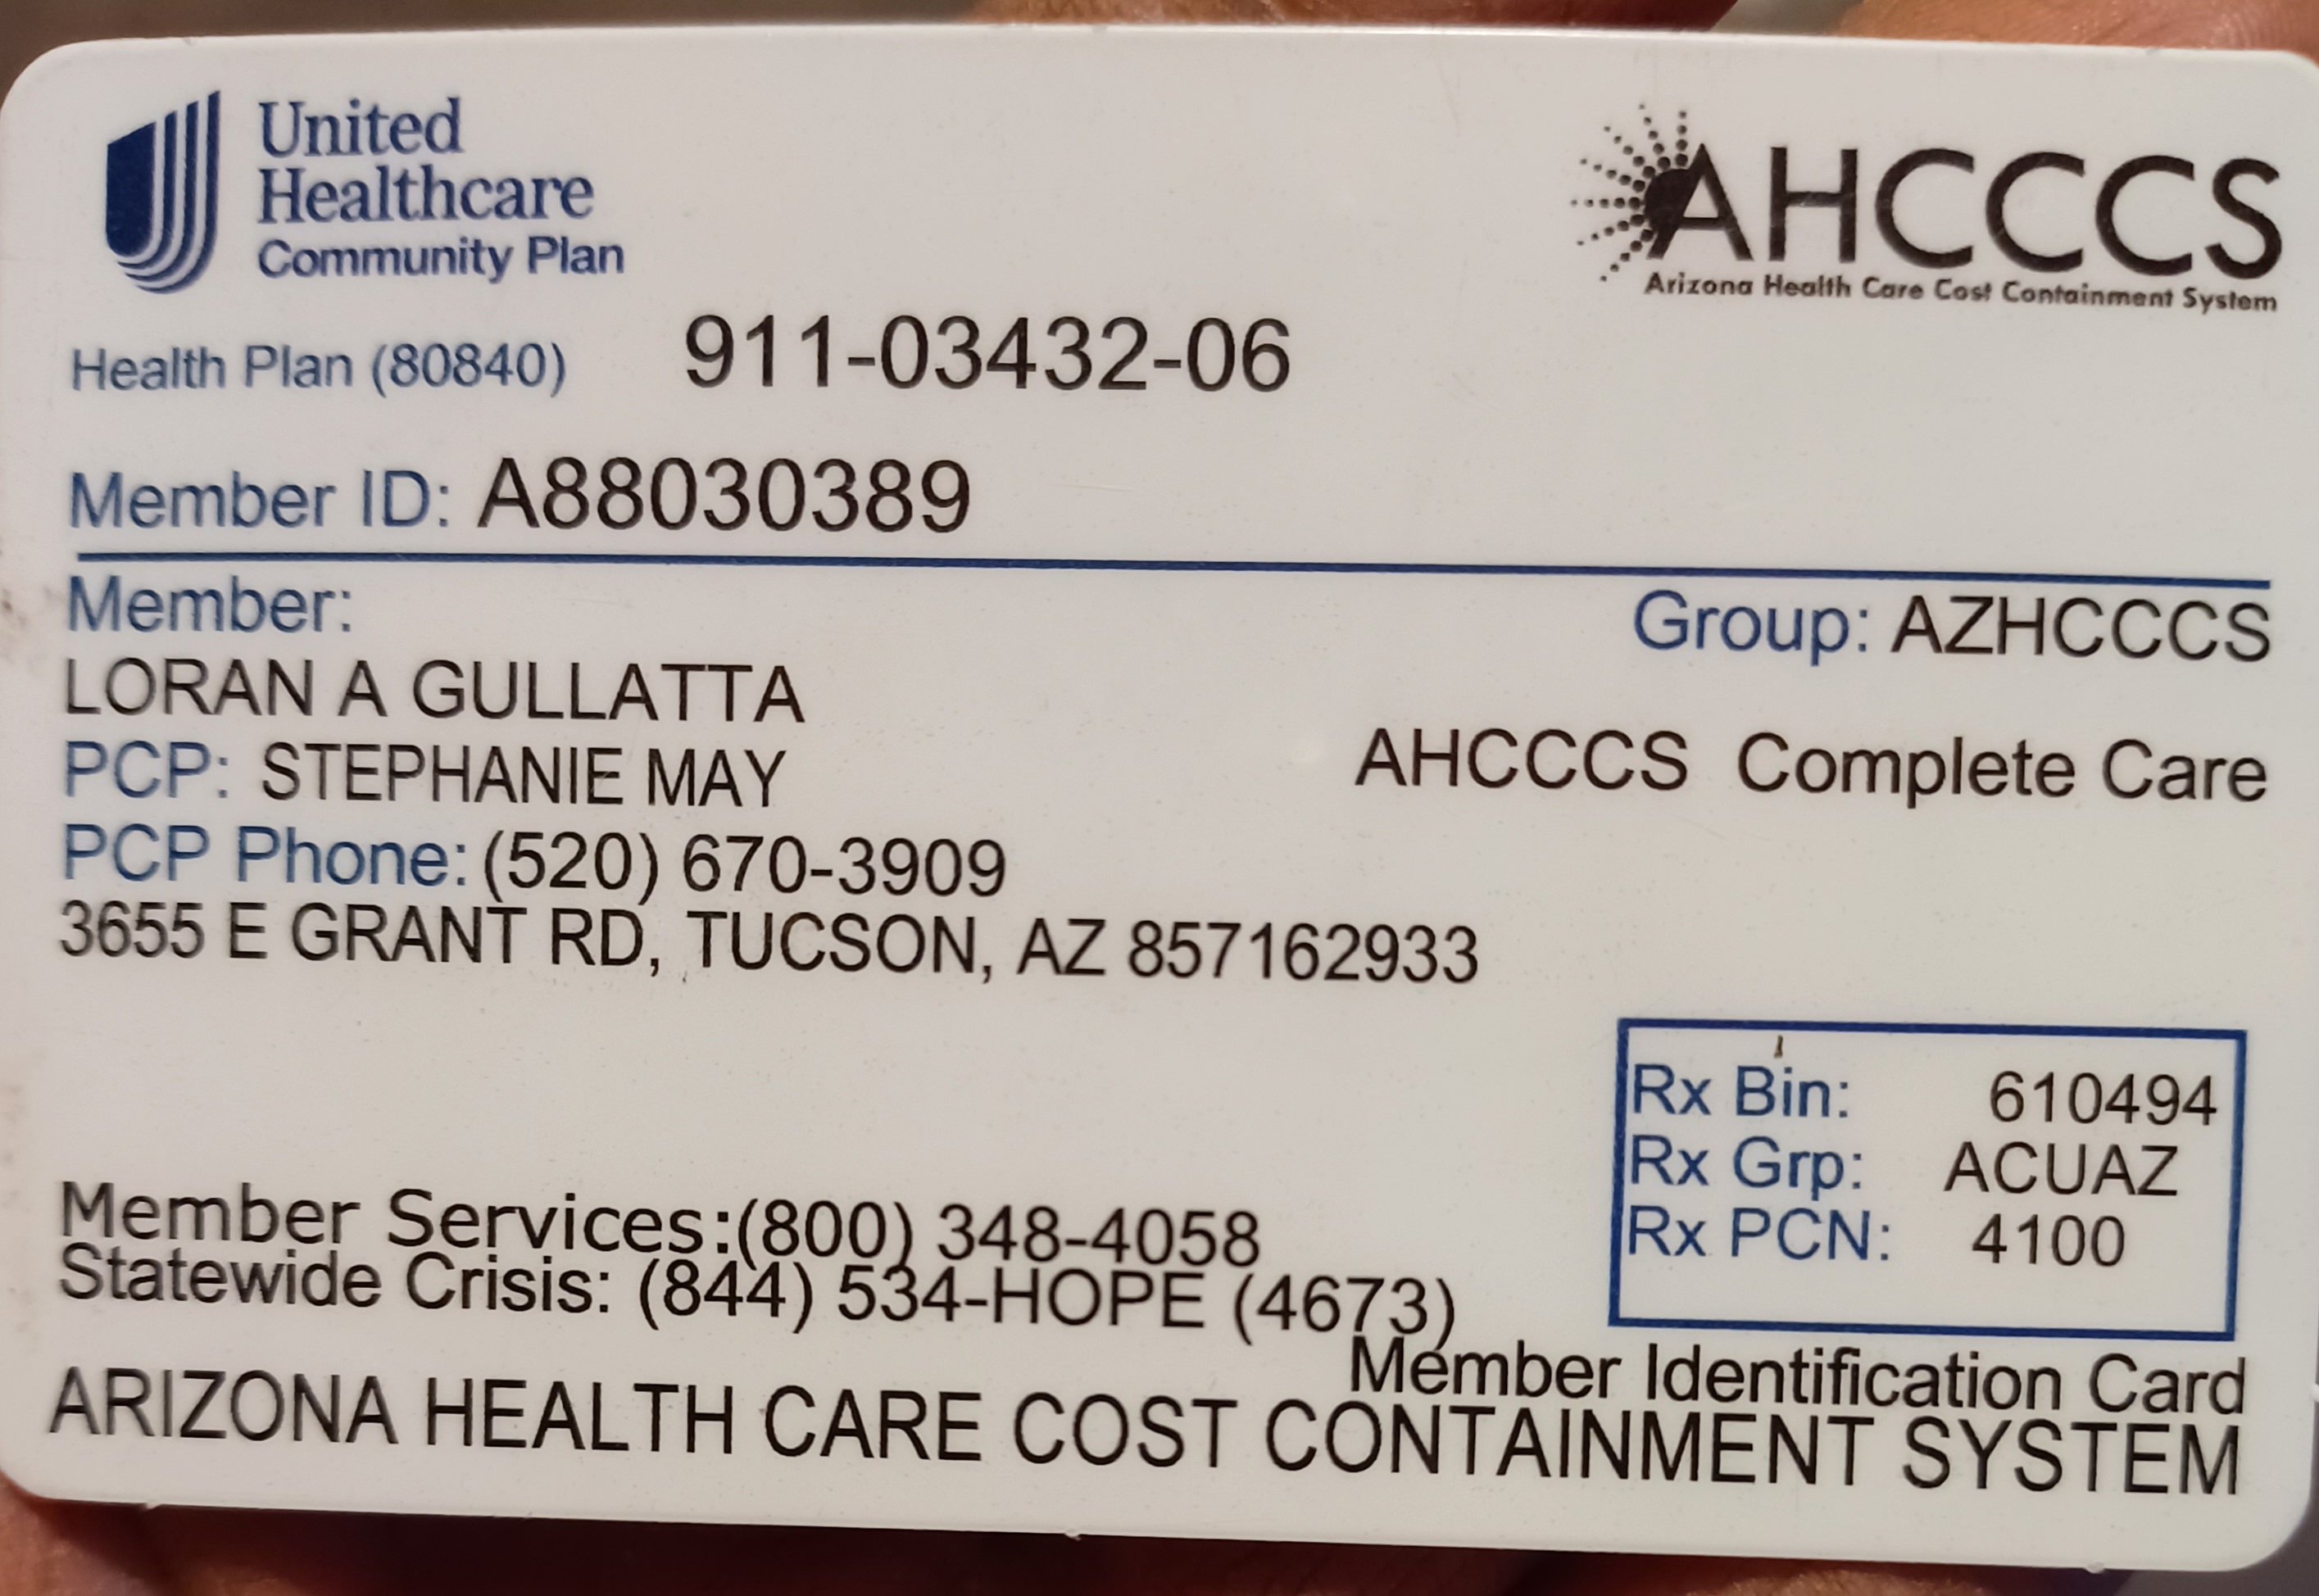 United
Healthcare
Community Plan
AHCCCS
Arizona Health Care Cost Containment System
Health Plan (80840) 911-03432-06
Member ID: A88030389
Member:
LORAN A GULLATTA
PCP: STEPHANIE MAY
PCP Phone: (520) 670-3909
3655 E GRANT RD, TUCSON, AZ 857162933
Group: AZHCCCS
AHCCCS Complete Care
Rx Bin: 610494
Rx Grp: ACUAZ
Rx PCN: 4100
Member Services:(800) 348-4058
Statewide Crisis: (844) 534-HOPE (4673)
Member Identification Card
ARIZONA HEALTH CARE COST CONTAINMENT SYSTEM